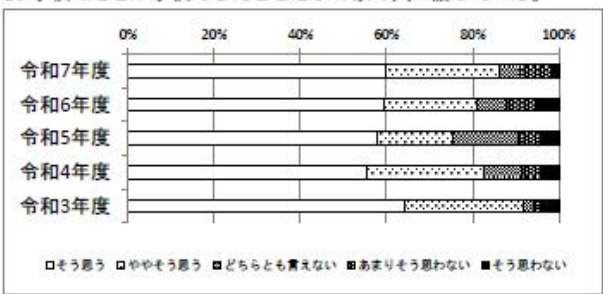 0% 20% 40% 60% 80% 100%
令和7年度
令和6年度
令和5年度
令和4年度
令和3年度
□そう思う □ややそう思う ■どちらとも言えない ■あまりそう思わない ■そう思わない